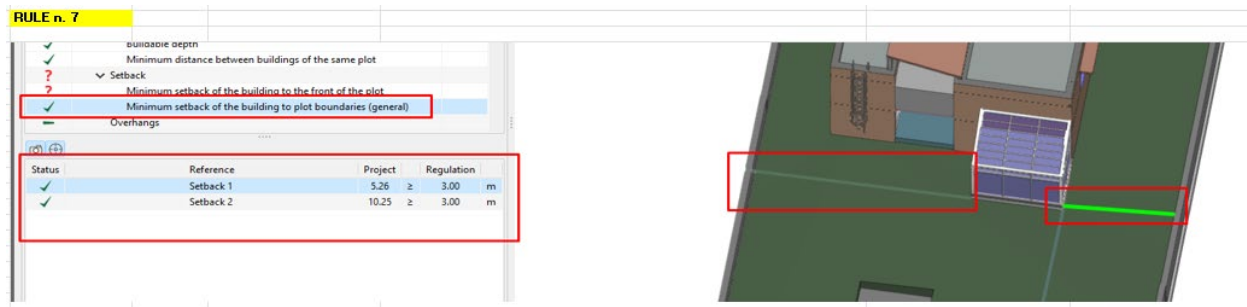 RULE n. 7
Buildable depth
Minimum distance between buildings of the same plot
? Setback
? Minimum setback of the building to the front of the plot
Minimum setback of the building to plot boundaries (general)
Overhangs
Status Reference Project Regulation
Setback 1 5.26 ≥ 3.00 m
Setback 2 10.25 ≥ 3.00 m